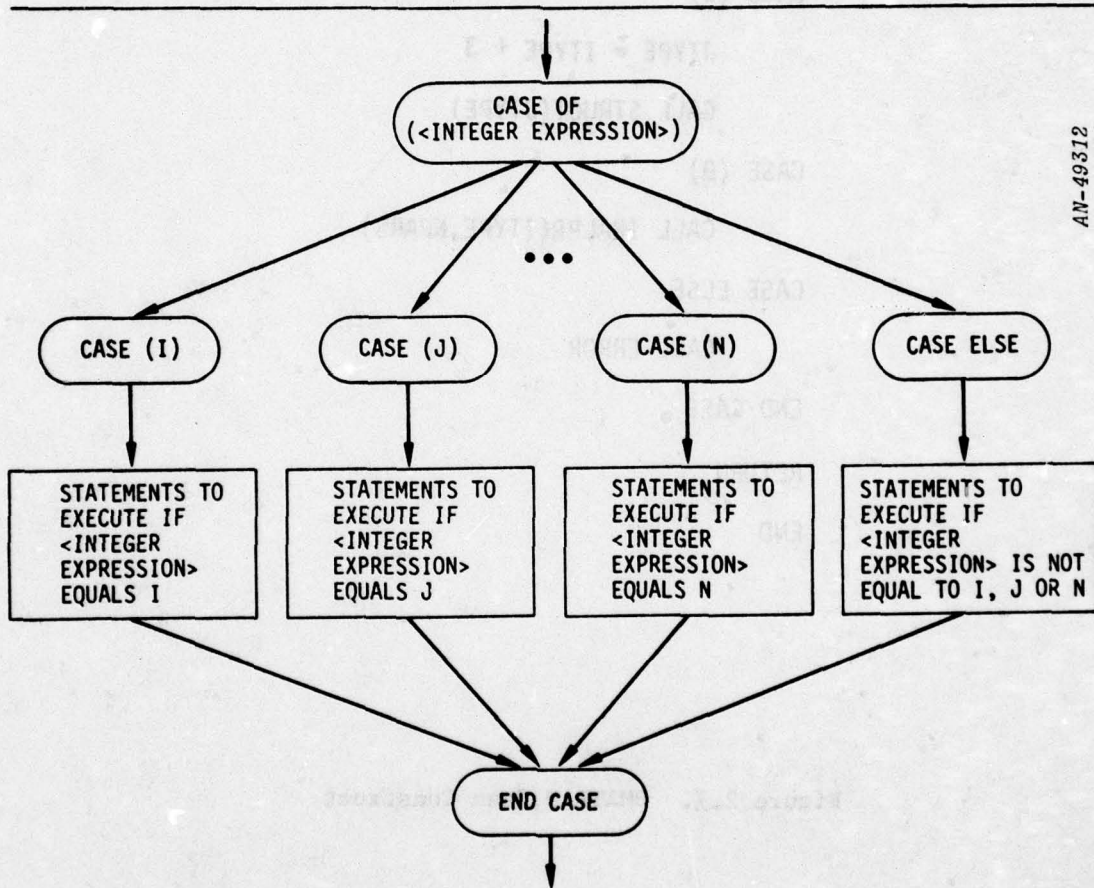 CASE OF
(<INTEGER EXPRESSION>)
AN-49312
•••
CASE (I)
CASE (J)
CASE (N)
CASE ELSE
STATEMENTS TO
EXECUTE IF
<INTEGER
EXPRESSION>
EQUALS I
STATEMENTS TO
EXECUTE IF
<INTEGER
EXPRESSION>
EQUALS J
STATEMENTS TO
EXECUTE IF
<INTEGER
EXPRESSION>
EQUALS N
STATEMENTS TO
EXECUTE IF
<INTEGER
EXPRESSION> IS NOT
EQUAL TO I, J OR N
END CASE